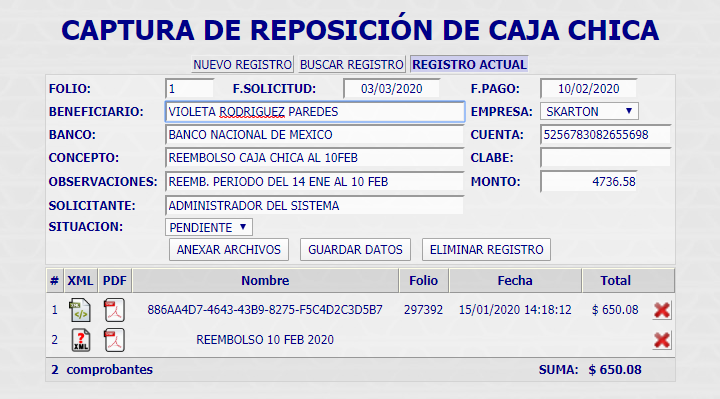 CAPTURA DE REPOSICIÓN DE CAJA CHICA
NUEVO REGISTRO BUSCAR REGISTRO REGISTRO ACTUAL
FOLIO: 1 F.SOLICITUD: 03/03/2020 F.PAGO: 10/02/2020
BENEFICIARIO: VIOLETA RODRIGUEZ PAREDES EMPRESA: SKARTON
BANCO: BANCO NACIONAL DE MEXICO CUENTA: 5256783082655698
CONCEPTO: REEMBOLSO CAJA CHICA AL 10FEB CLABE:
OBSERVACIONES: REEMB. PERIODO DEL 14 ENE AL 10 FEB MONTO: 4736.58
SOLICITANTE: ADMINISTRADOR DEL SISTEMA
SITUACION: PENDIENTE
ANEXAR ARCHIVOS GUARDAR DATOS ELIMINAR REGISTRO
# XML PDF Nombre Folio Fecha Total
1 886AA4D7-4643-43B9-8275-F5C4D2C3D5B7 297392 15/01/2020 14:18:12 $ 650.08
2 ? XML REEMBOLSO 10 FEB 2020
2 comprobantes SUMA: $ 650.08